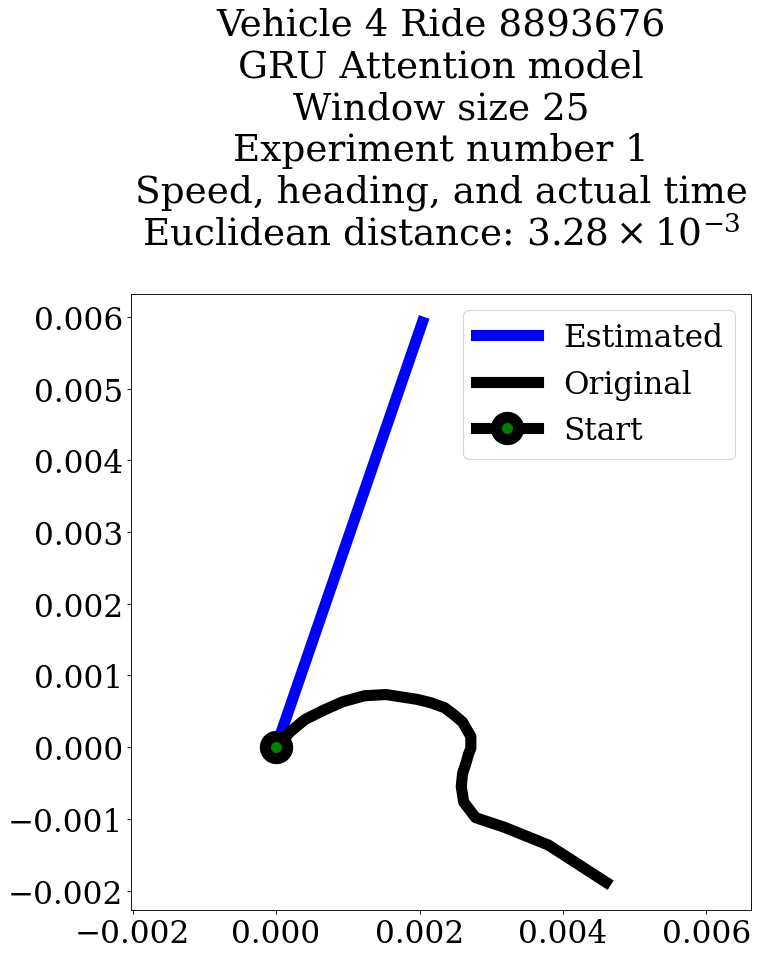 Vehicle 4 Ride 8893676
GRU Attention model
Window size 25
Experiment number 1
Speed, heading, and actual time
Euclidean distance: 3.28 × 10⁻³
Estimated
Original
Start
0.006
0.005
0.004
0.003
0.002
0.001
0.000
−0.001
−0.002
−0.002 0.000 0.002 0.004 0.006